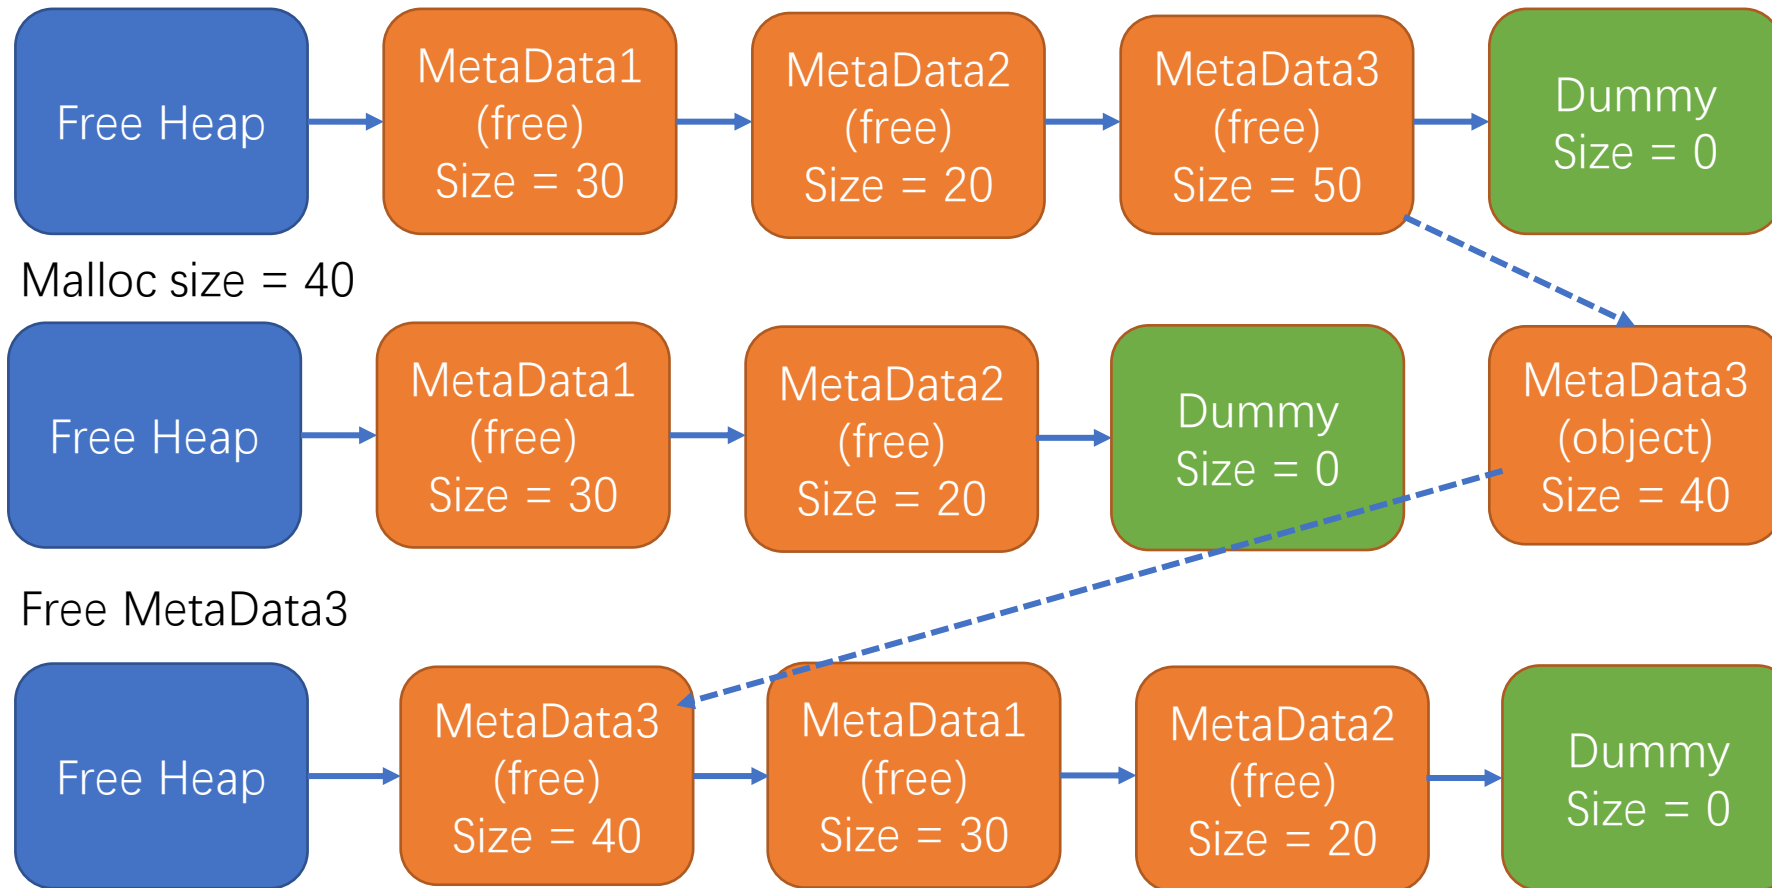 Free Heap
MetaData1
(free)
Size = 30
MetaData2
(free)
Size = 20
MetaData3
(free)
Size = 50
Dummy
Size = 0
Malloc size = 40
Free Heap
MetaData1
(free)
Size = 30
MetaData2
(free)
Size = 20
Dummy
Size = 0
MetaData3
(object)
Size = 40
Free MetaData3
Free Heap
MetaData3
(free)
Size = 40
MetaData1
(free)
Size = 30
MetaData2
(free)
Size = 20
Dummy
Size = 0